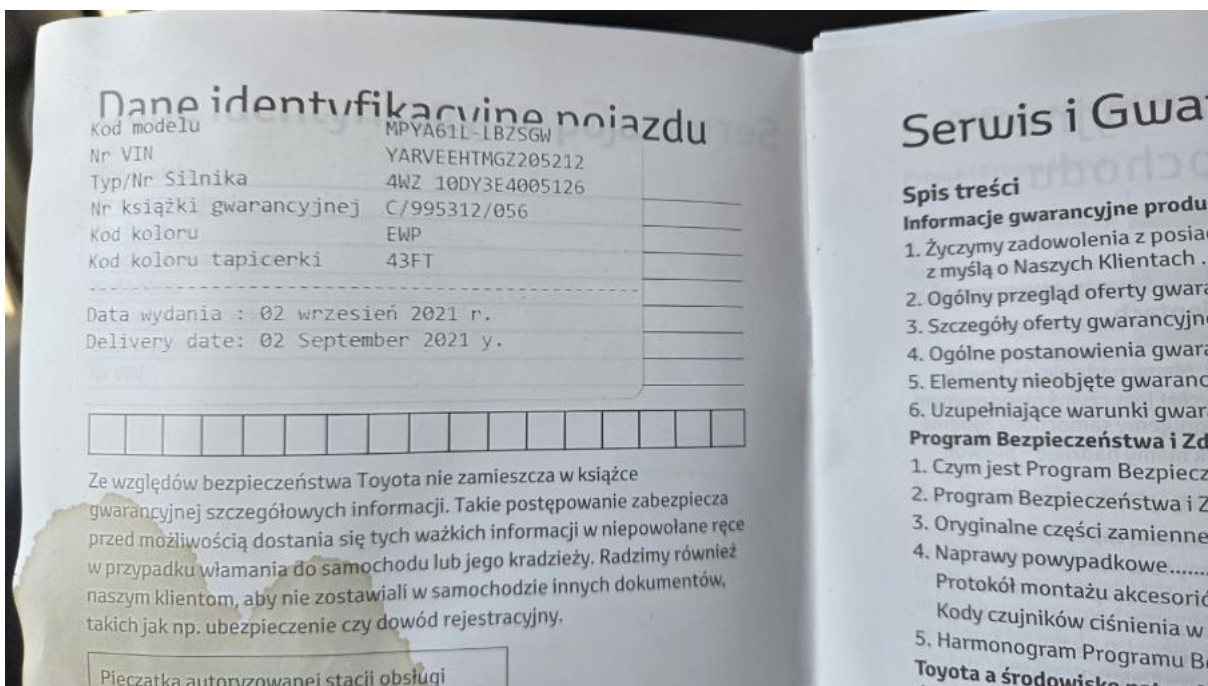 Dane identyfikacyjne pojazdu
Kod modelu MPYA61L-LBZSGW
Nr VIN YARVEEHTMGZ205212
Typ/Nr Silnika 4WZ 10DY3E4005126
Nr książki gwarancyjnej C/995312/056
Kod koloru EWP
Kod koloru tapicerki 43FT
Data wydania : 02 wrzesień 2021 r.
Delivery date: 02 September 2021 y.
Ze względów bezpieczeństwa Toyota nie zamieszcza w książce
gwarancyjnej szczegółowych informacji. Takie postępowanie zabezpiecza
przed możliwością dostania się tych ważkich informacji w niepowołane ręce
w przypadku włamania do samochodu lub jego kradzieży. Radzimy również
naszym klientom, aby nie zostawiali w samochodzie innych dokumentów,
takich jak np. ubezpieczenie czy dowód rejestracyjny.
Pieczątka autoryzowanej stacji obsługi
Serwis i Gwa
Spis treści
Informacje gwarancyjne produ
1. Życzymy zadowolenia z posia
z myślą o Naszych Klientach .
2. Ogólny przegląd oferty gwara
3. Szczegóły oferty gwarancyjn
4. Ogólne postanowienia gwara
5. Elementy nieobjęte gwaranc
6. Uzupełniające warunki gwar
Program Bezpieczeństwa i Zd
1. Czym jest Program Bezpiecz
2. Program Bezpieczeństwa i Z
3. Oryginalne części zamienne
4. Naprawy powypadkowe.......
Protokół montażu akcesorió
Kody czujników ciśnienia w
5. Harmonogram Programu Be
Toyota a środowisko